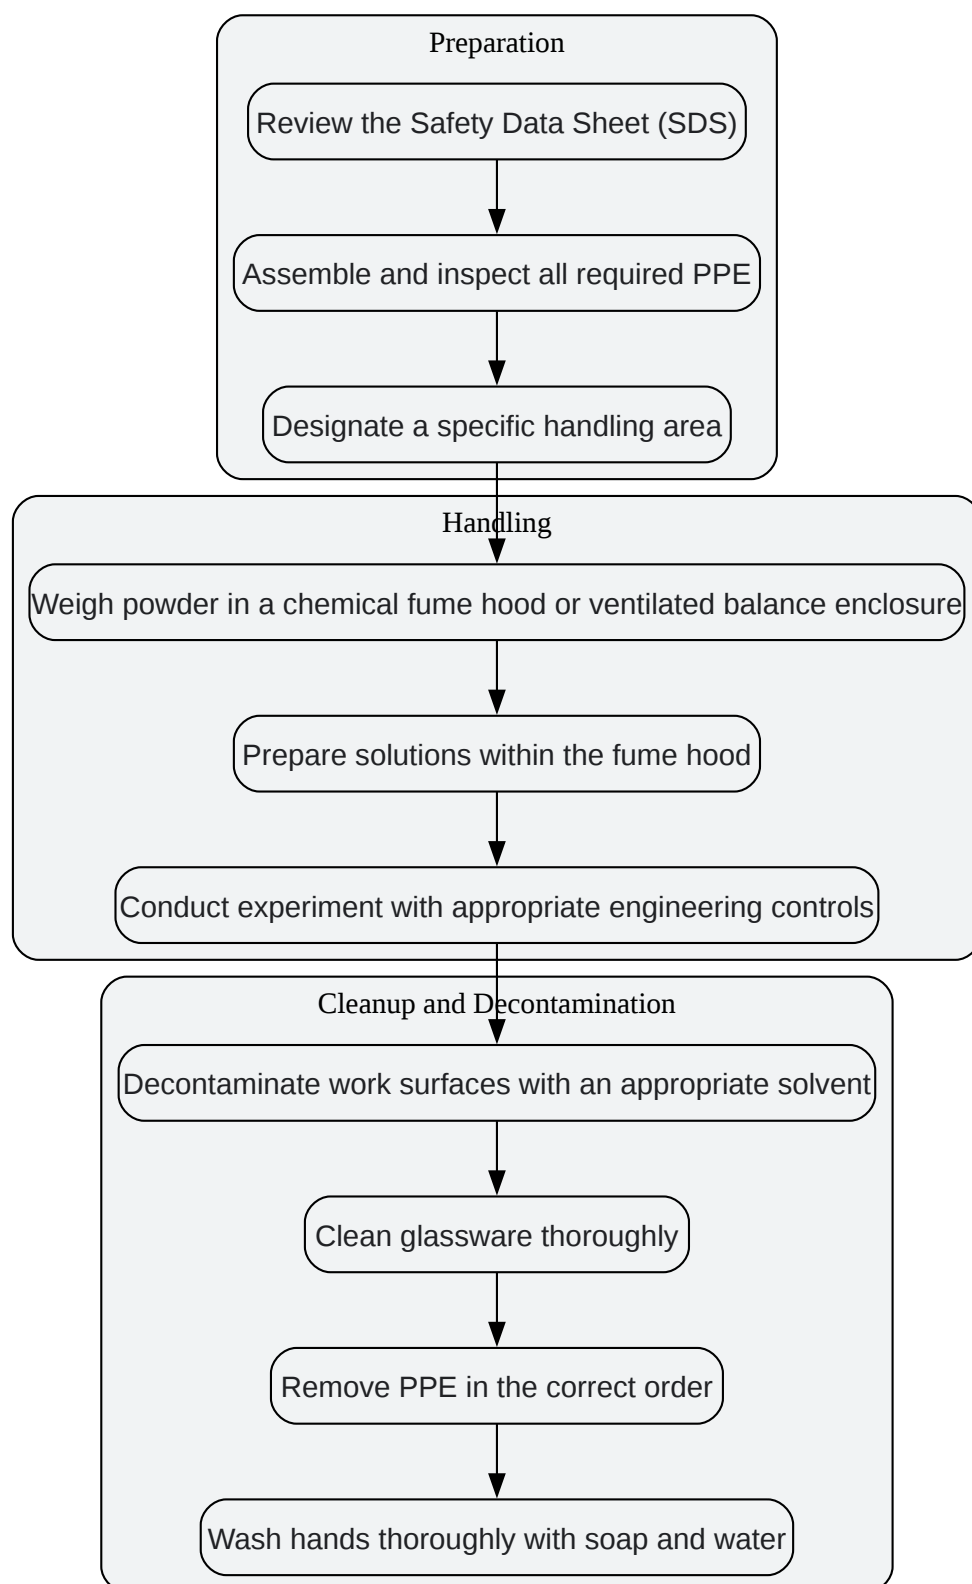 Preparation
Review the Safety Data Sheet (SDS)
Assemble and inspect all required PPE
Designate a specific handling area
Handling
Weigh powder in a chemical fume hood or ventilated balance enclosure
Prepare solutions within the fume hood
Conduct experiment with appropriate engineering controls
Cleanup and Decontamination
Decontaminate work surfaces with an appropriate solvent
Clean glassware thoroughly
Remove PPE in the correct order
Wash hands thoroughly with soap and water